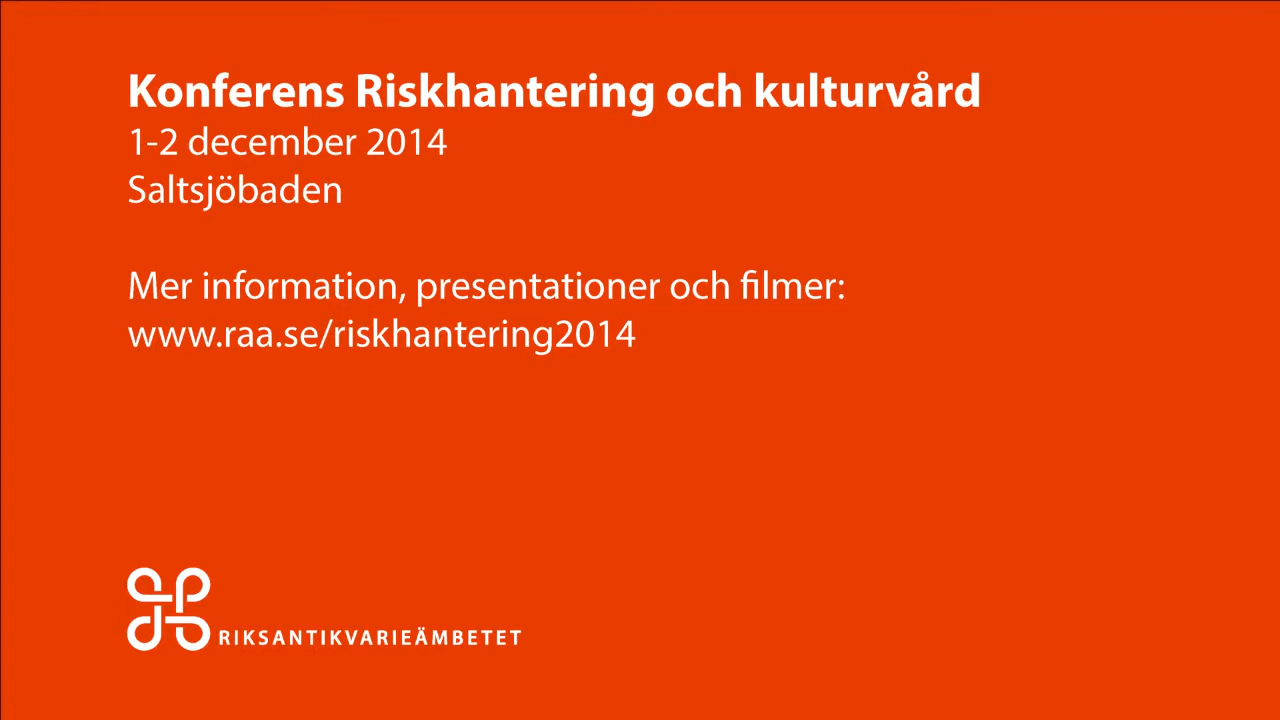 Konferens Riskhantering och kulturvård
1-2 december 2014
Saltsjöbaden
Mer information, presentationer och filmer:
www.raa.se/riskhantering2014
RIKSANTIKVARIEÄMBETET